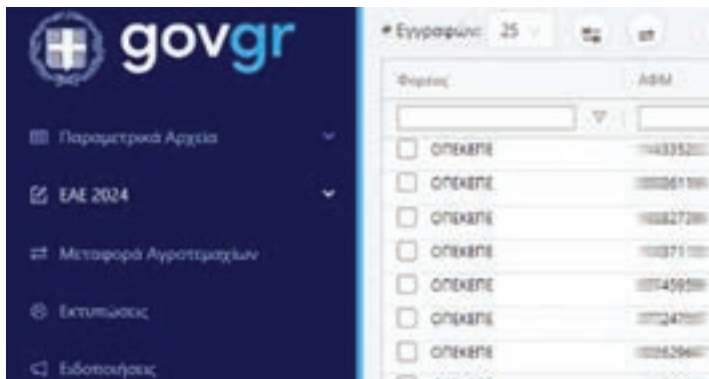 govgr
Παραμετρικά Αρχεία
ΕΑΕ 2024
Μεταφορά Αγροτεμαχίων
Εκτυπώσεις
Ειδοποιήσεις
# Εγγραφών: 25
Φορέας ΑΦΜ
ΟΠΕΚΕΠΕ
ΟΠΕΚΕΠΕ
ΟΠΕΚΕΠΕ
ΟΠΕΚΕΠΕ
ΟΠΕΚΕΠΕ
ΟΠΕΚΕΠΕ
ΟΠΕΚΕΠΕ